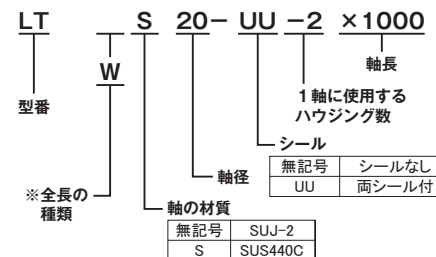 LT S 20- UU -2 ×1000
W
型番
軸長
1軸に使用する
ハウジング数
シール
無記号 シールなし
UU 両シール付
軸径
※全長の
種類
軸の材質
無記号 SUJ-2
S SUS440C